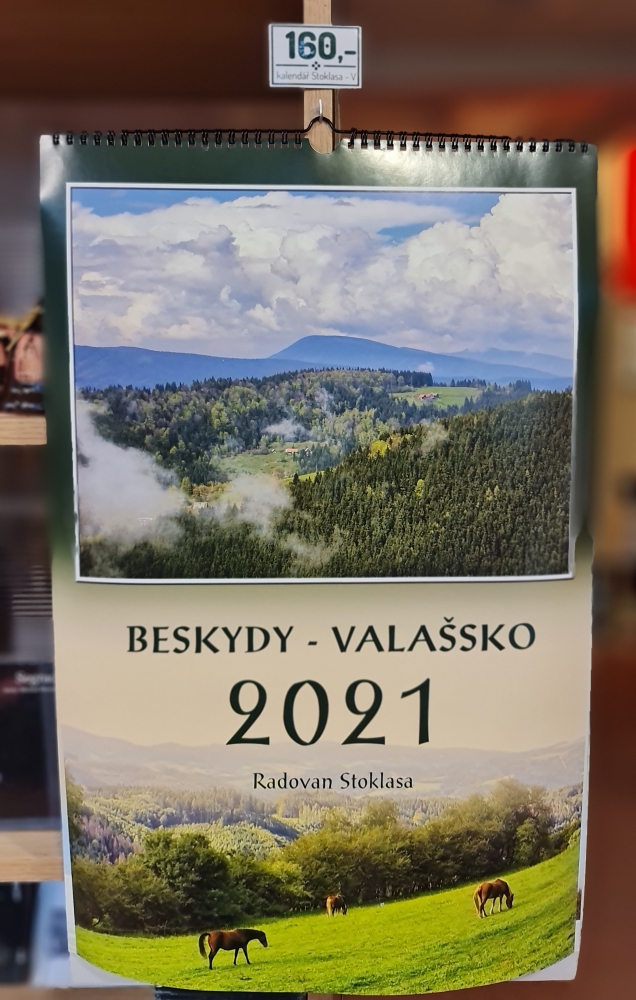 160,-
kalendář Stoklasa - V
BESKYDY - VALAŠSKO
2021
Radovan Stoklasa